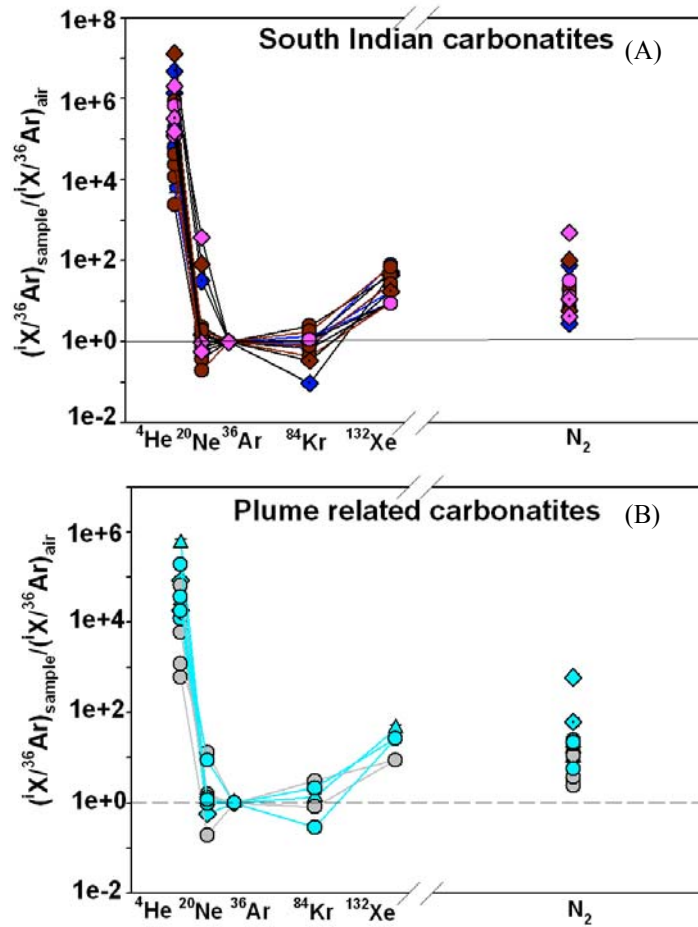 South Indian carbonatites (A)
(ⁱX/³⁶Ar)sample/(ⁱX/³⁶Ar)air
1e+8
1e+6
1e+4
1e+2
1e+0
1e-2
⁴He ²⁰Ne ³⁶Ar ⁸⁴Kr ¹³²Xe N₂
Plume related carbonatites (B)
(ⁱX/³⁶Ar)sample/(ⁱX/³⁶Ar)air
1e+6
1e+4
1e+2
1e+0
1e-2
⁴He ²⁰Ne ³⁶Ar ⁸⁴Kr ¹³²Xe N₂